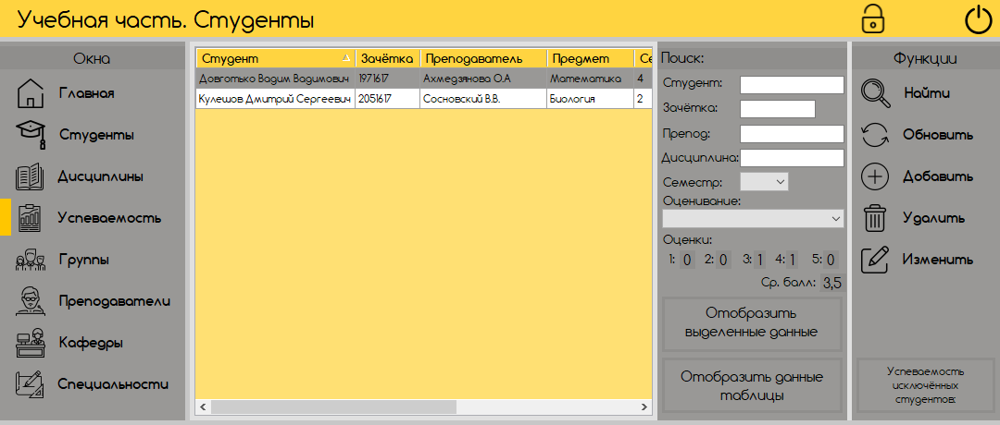 Учебная часть. Студенты
Окна
Главная
Студенты
Дисциплины
Успеваемость
Группы
Преподаватели
Кафедры
Специальности
Студент Зачётка Преподаватель Предмет Се
Довготько Вадим Вадимович 1971617 Ахмедзянова О.А Математика 4
Кулешов Дмитрий Сергеевич 2051617 Сосновский В.В. Биология 2
Поиск:
Студент:
Зачётка:
Препод:
Дисциплина:
Семестр:
Оценивание:
Оценки:
1: 0 2: 0 3: 1 4: 1 5: 0
Ср. балл: 3,5
Отобразить
выделенные данные
Отобразить данные
таблицы
Функции
Найти
Обновить
Добавить
Удалить
Изменить
Успеваемость
исключённых
студентов: